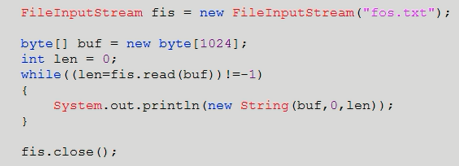 FileInputStream fis = new FileInputStream("fos.txt");
byte[] buf = new byte[1024];
int len = 0;
while((len=fis.read(buf))!=-1)
{
System.out.println(new String(buf,0,len));
}
fis.close();